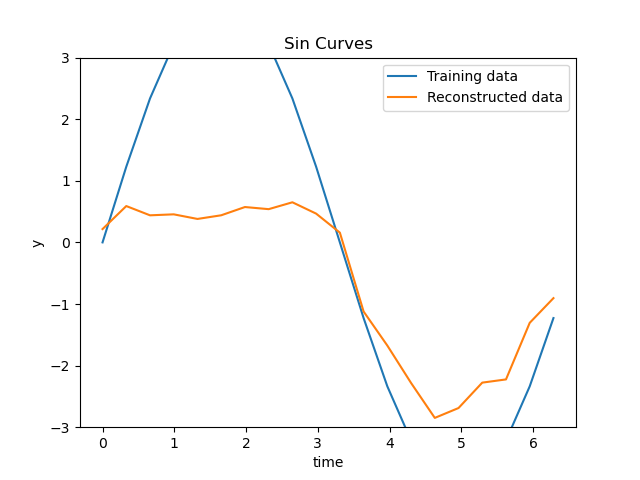 Sin Curves
Training data
Reconstructed data
3
2
1
0
−1
−2
−3
y
0 1 2 3 4 5 6
time